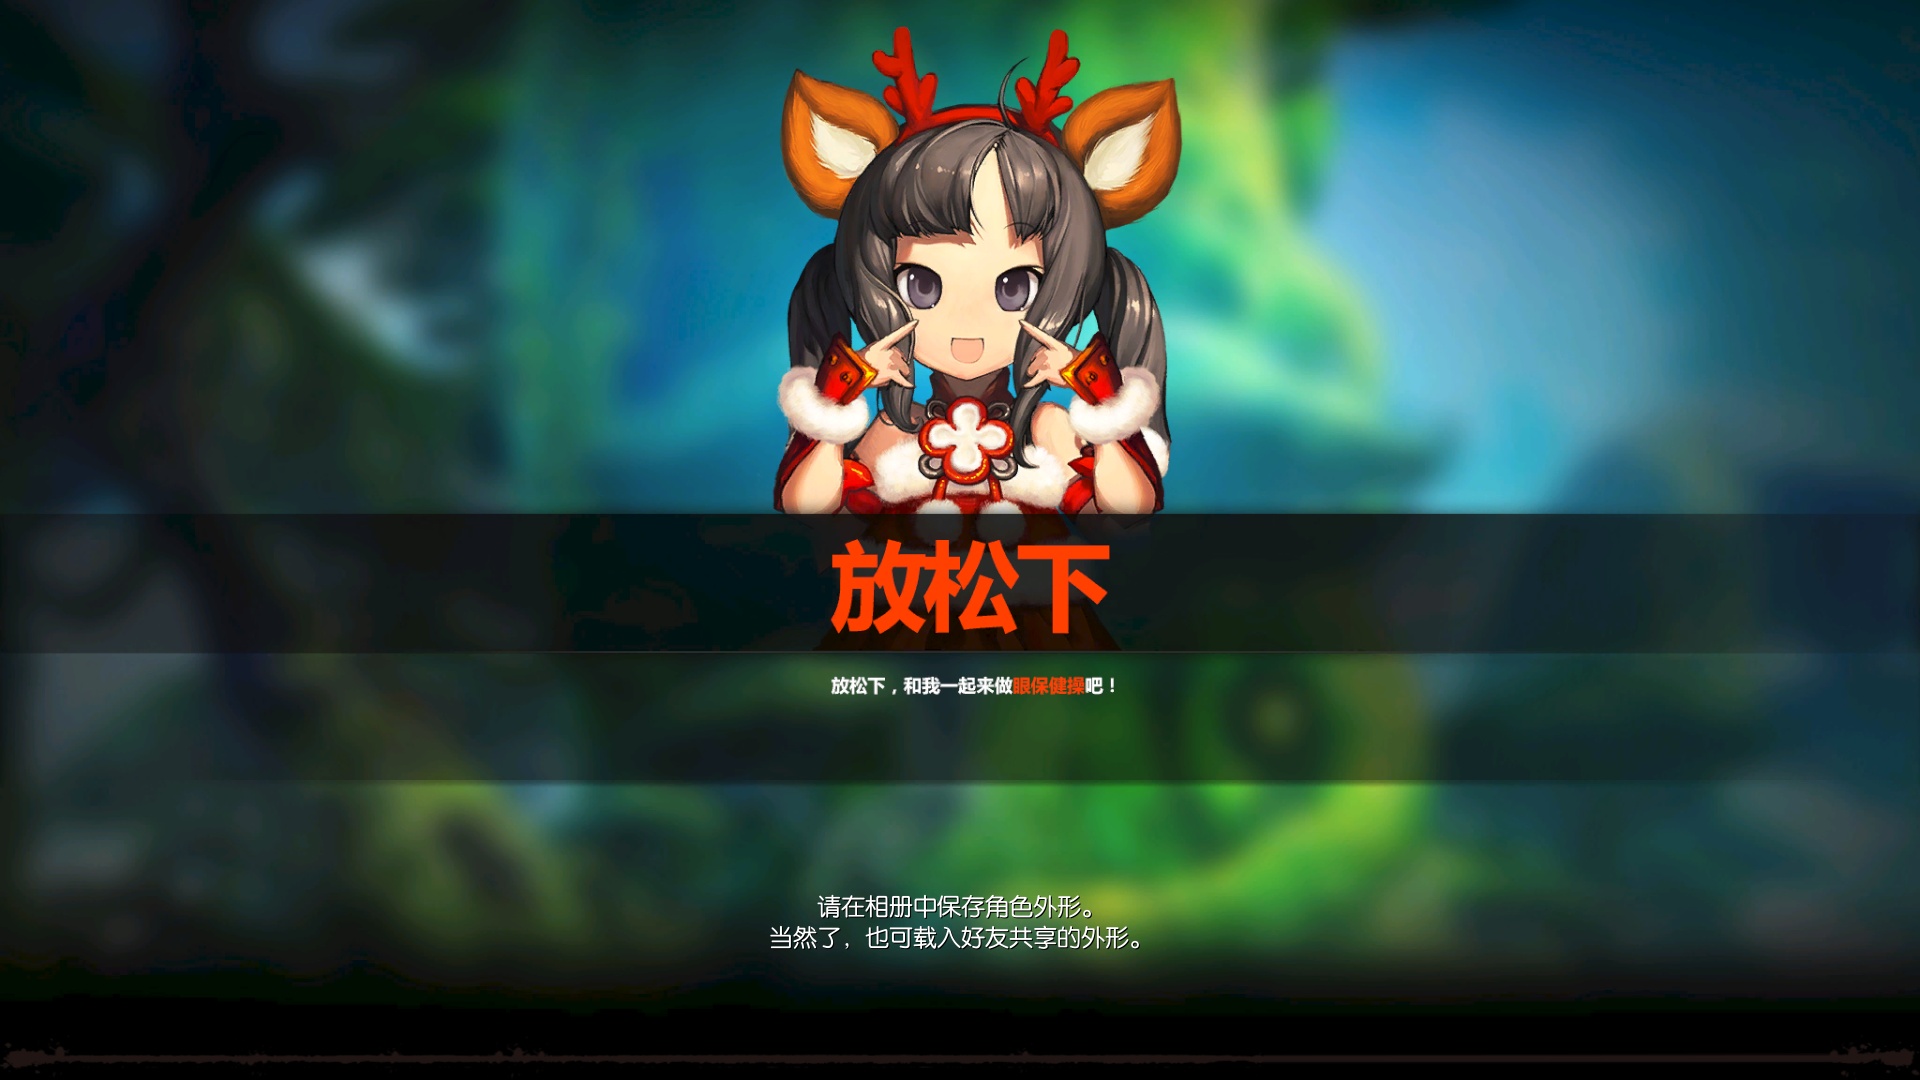 放松下
放松下，和我一起来做眼保健操吧！
请在相册中保存角色外形。
当然了，也可载入好友共享的外形。